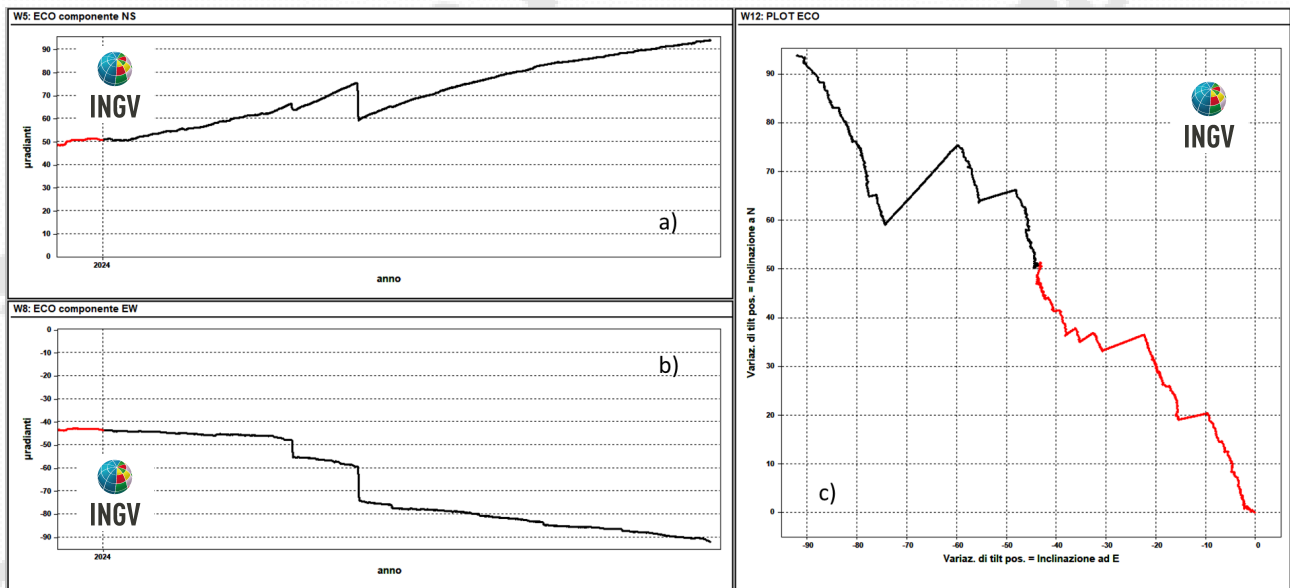 W5: ECO componente NS
90
80
70
60
50
40
30
20
10
0
µradianti
INGV
a)
2024
anno
W8: ECO componente EW
0
-10
-20
-30
-40
-50
-60
-70
-80
-90
µradianti
INGV
b)
2024
anno
W12: PLOT ECO
90
80
70
60
50
40
30
20
10
0
Variaz. di tilt pos. = Inclinazione a N
INGV
c)
-90 -80 -70 -60 -50 -40 -30 -20 -10 0
Variaz. di tilt pos. = Inclinazione ad E